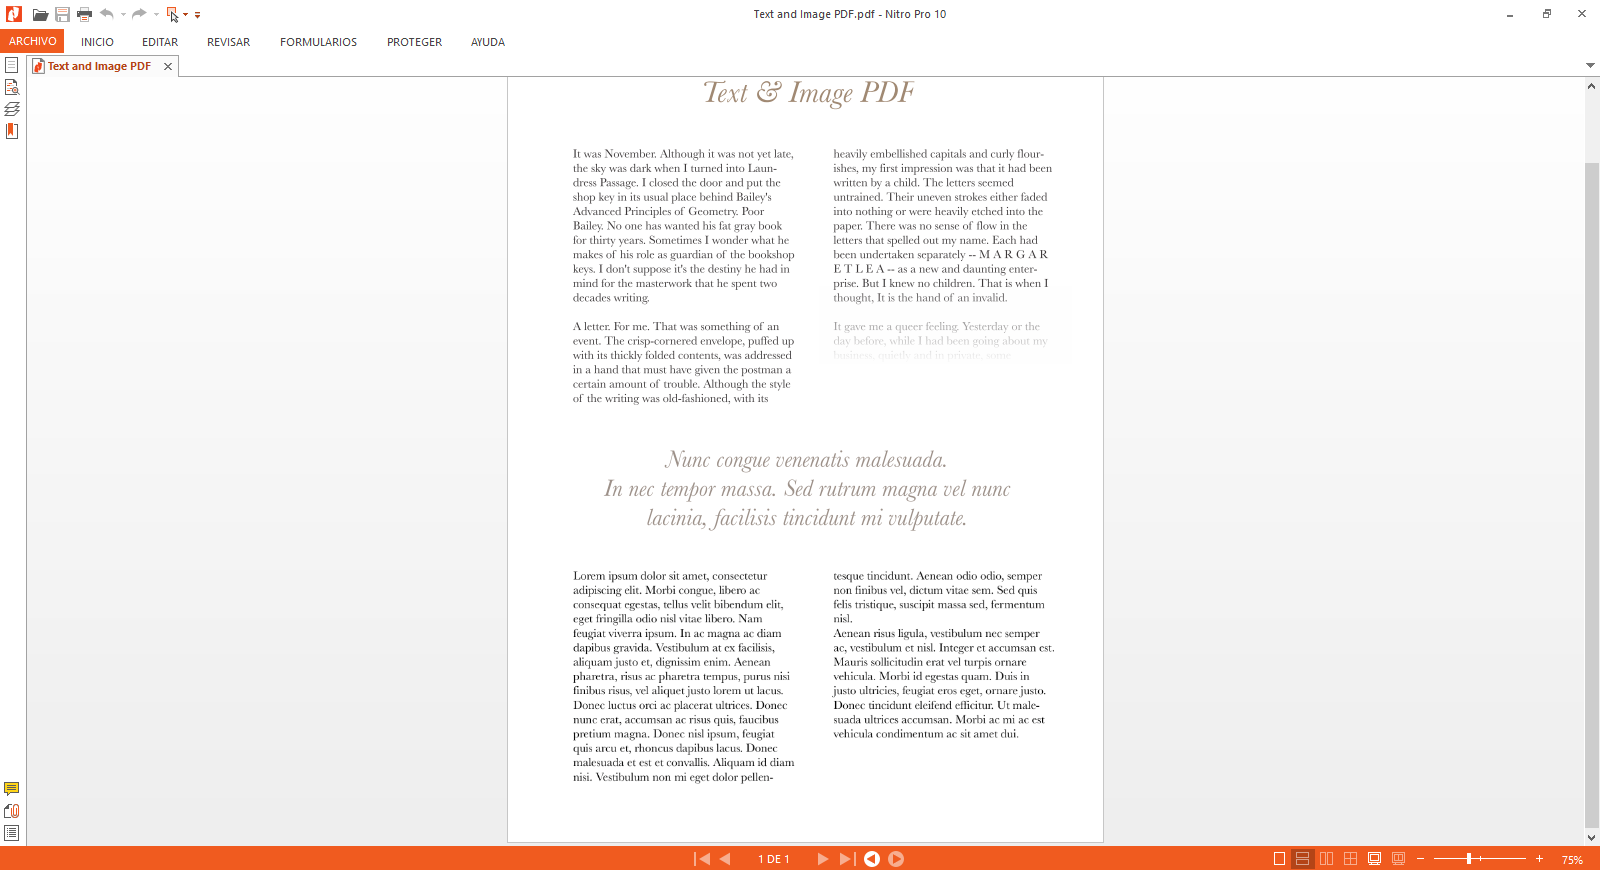 Text and Image PDF.pdf - Nitro Pro 10
ARCHIVO INICIO EDITAR REVISAR FORMULARIOS PROTEGER AYUDA
Text and Image PDF
Text & Image PDF
It was November. Although it was not yet late,
the sky was dark when I turned into Laun-
dress Passage. I closed the door and put the
shop key in its usual place behind Bailey's
Advanced Principles of Geometry. Poor
Bailey. No one has wanted his fat gray book
for thirty years. Sometimes I wonder what he
makes of his role as guardian of the bookshop
keys. I don't suppose it's the destiny he had in
mind for the masterwork that he spent two
decades writing.
A letter. For me. That was something of an
event. The crisp-cornered envelope, puffed up
with its thickly folded contents, was addressed
in a hand that must have given the postman a
certain amount of trouble. Although the style
of the writing was old-fashioned, with its
heavily embellished capitals and curly flour-
ishes, my first impression was that it had been
written by a child. The letters seemed
untrained. Their uneven strokes either faded
into nothing or were heavily etched into the
paper. There was no sense of flow in the
letters that spelled out my name. Each had
been undertaken separately -- M A R G A R
E T L E A -- as a new and daunting enter-
prise. But I knew no children. That is when I
thought, It is the hand of an invalid.
It gave me a queer feeling. Yesterday or the
day before, while I had been going about my
business, quietly and in private, some
Nunc congue venenatis malesuada.
In nec tempor massa. Sed rutrum magna vel nunc
lacinia, facilisis tincidunt mi vulputate.
Lorem ipsum dolor sit amet, consectetur
adipiscing elit. Morbi congue, libero ac
consequat egestas, tellus velit bibendum elit,
eget fringilla odio nisl vitae libero. Nam
feugiat viverra ipsum. In ac magna ac diam
dapibus gravida. Vestibulum at ex facilisis,
aliquam justo et, dignissim enim. Aenean
pharetra, risus ac pharetra tempus, purus nisi
finibus risus, vel aliquet justo lorem ut lacus.
Donec luctus orci ac placerat ultrices. Donec
nunc erat, accumsan ac risus quis, faucibus
pretium magna. Donec nisl ipsum, feugiat
quis arcu et, rhoncus dapibus lacus. Donec
malesuada et est et convallis. Aliquam id diam
nisi. Vestibulum non mi eget dolor pellen-
tesque tincidunt. Aenean odio odio, semper
non finibus vel, dictum vitae sem. Sed quis
felis tristique, suscipit massa sed, fermentum
nisl.
Aenean risus ligula, vestibulum nec semper
ac, vestibulum et nisl. Integer et accumsan est.
Mauris sollicitudin erat vel turpis ornare
vehicula. Morbi id egestas quam. Duis in
justo ultricies, feugiat eros eget, ornare justo.
Donec tincidunt eleifend efficitur. Ut male-
suada ultrices accumsan. Morbi ac mi ac est
vehicula condimentum ac sit amet dui.
1 DE 1
75%